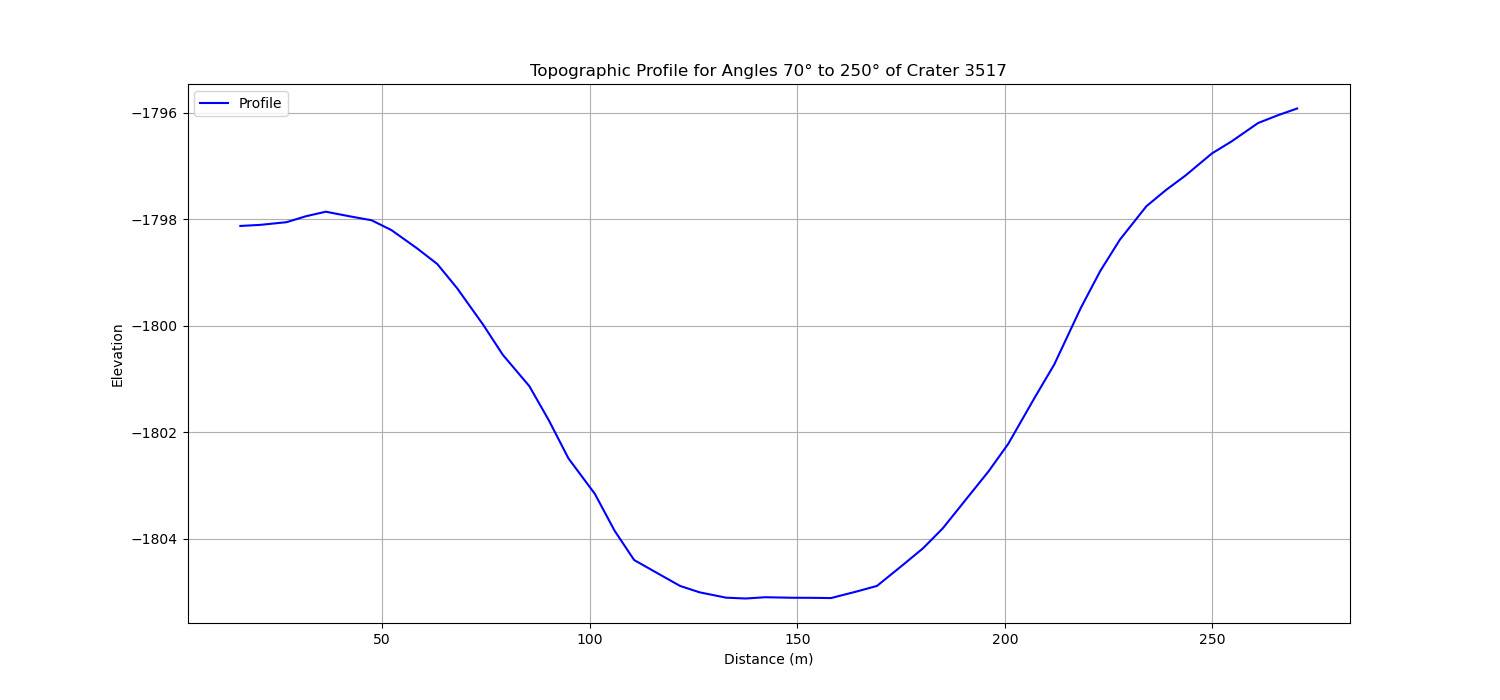 Topographic Profile for Angles 70° to 250° of Crater 3517
Profile
−1796
−1798
−1800
−1802
−1804
Elevation
50 100 150 200 250
Distance (m)